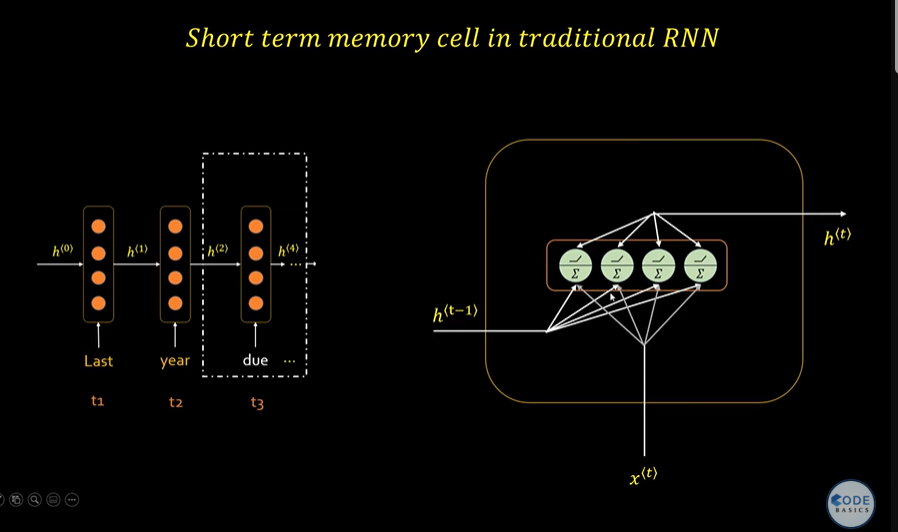 Short term memory cell in traditional RNN
h⟨0⟩ h⟨1⟩ h⟨2⟩ h⟨4⟩
...
Last year due ...
t1 t2 t3
h⟨t⟩
Σ Σ Σ Σ
h⟨t−1⟩
x⟨t⟩
CODE
BASICS